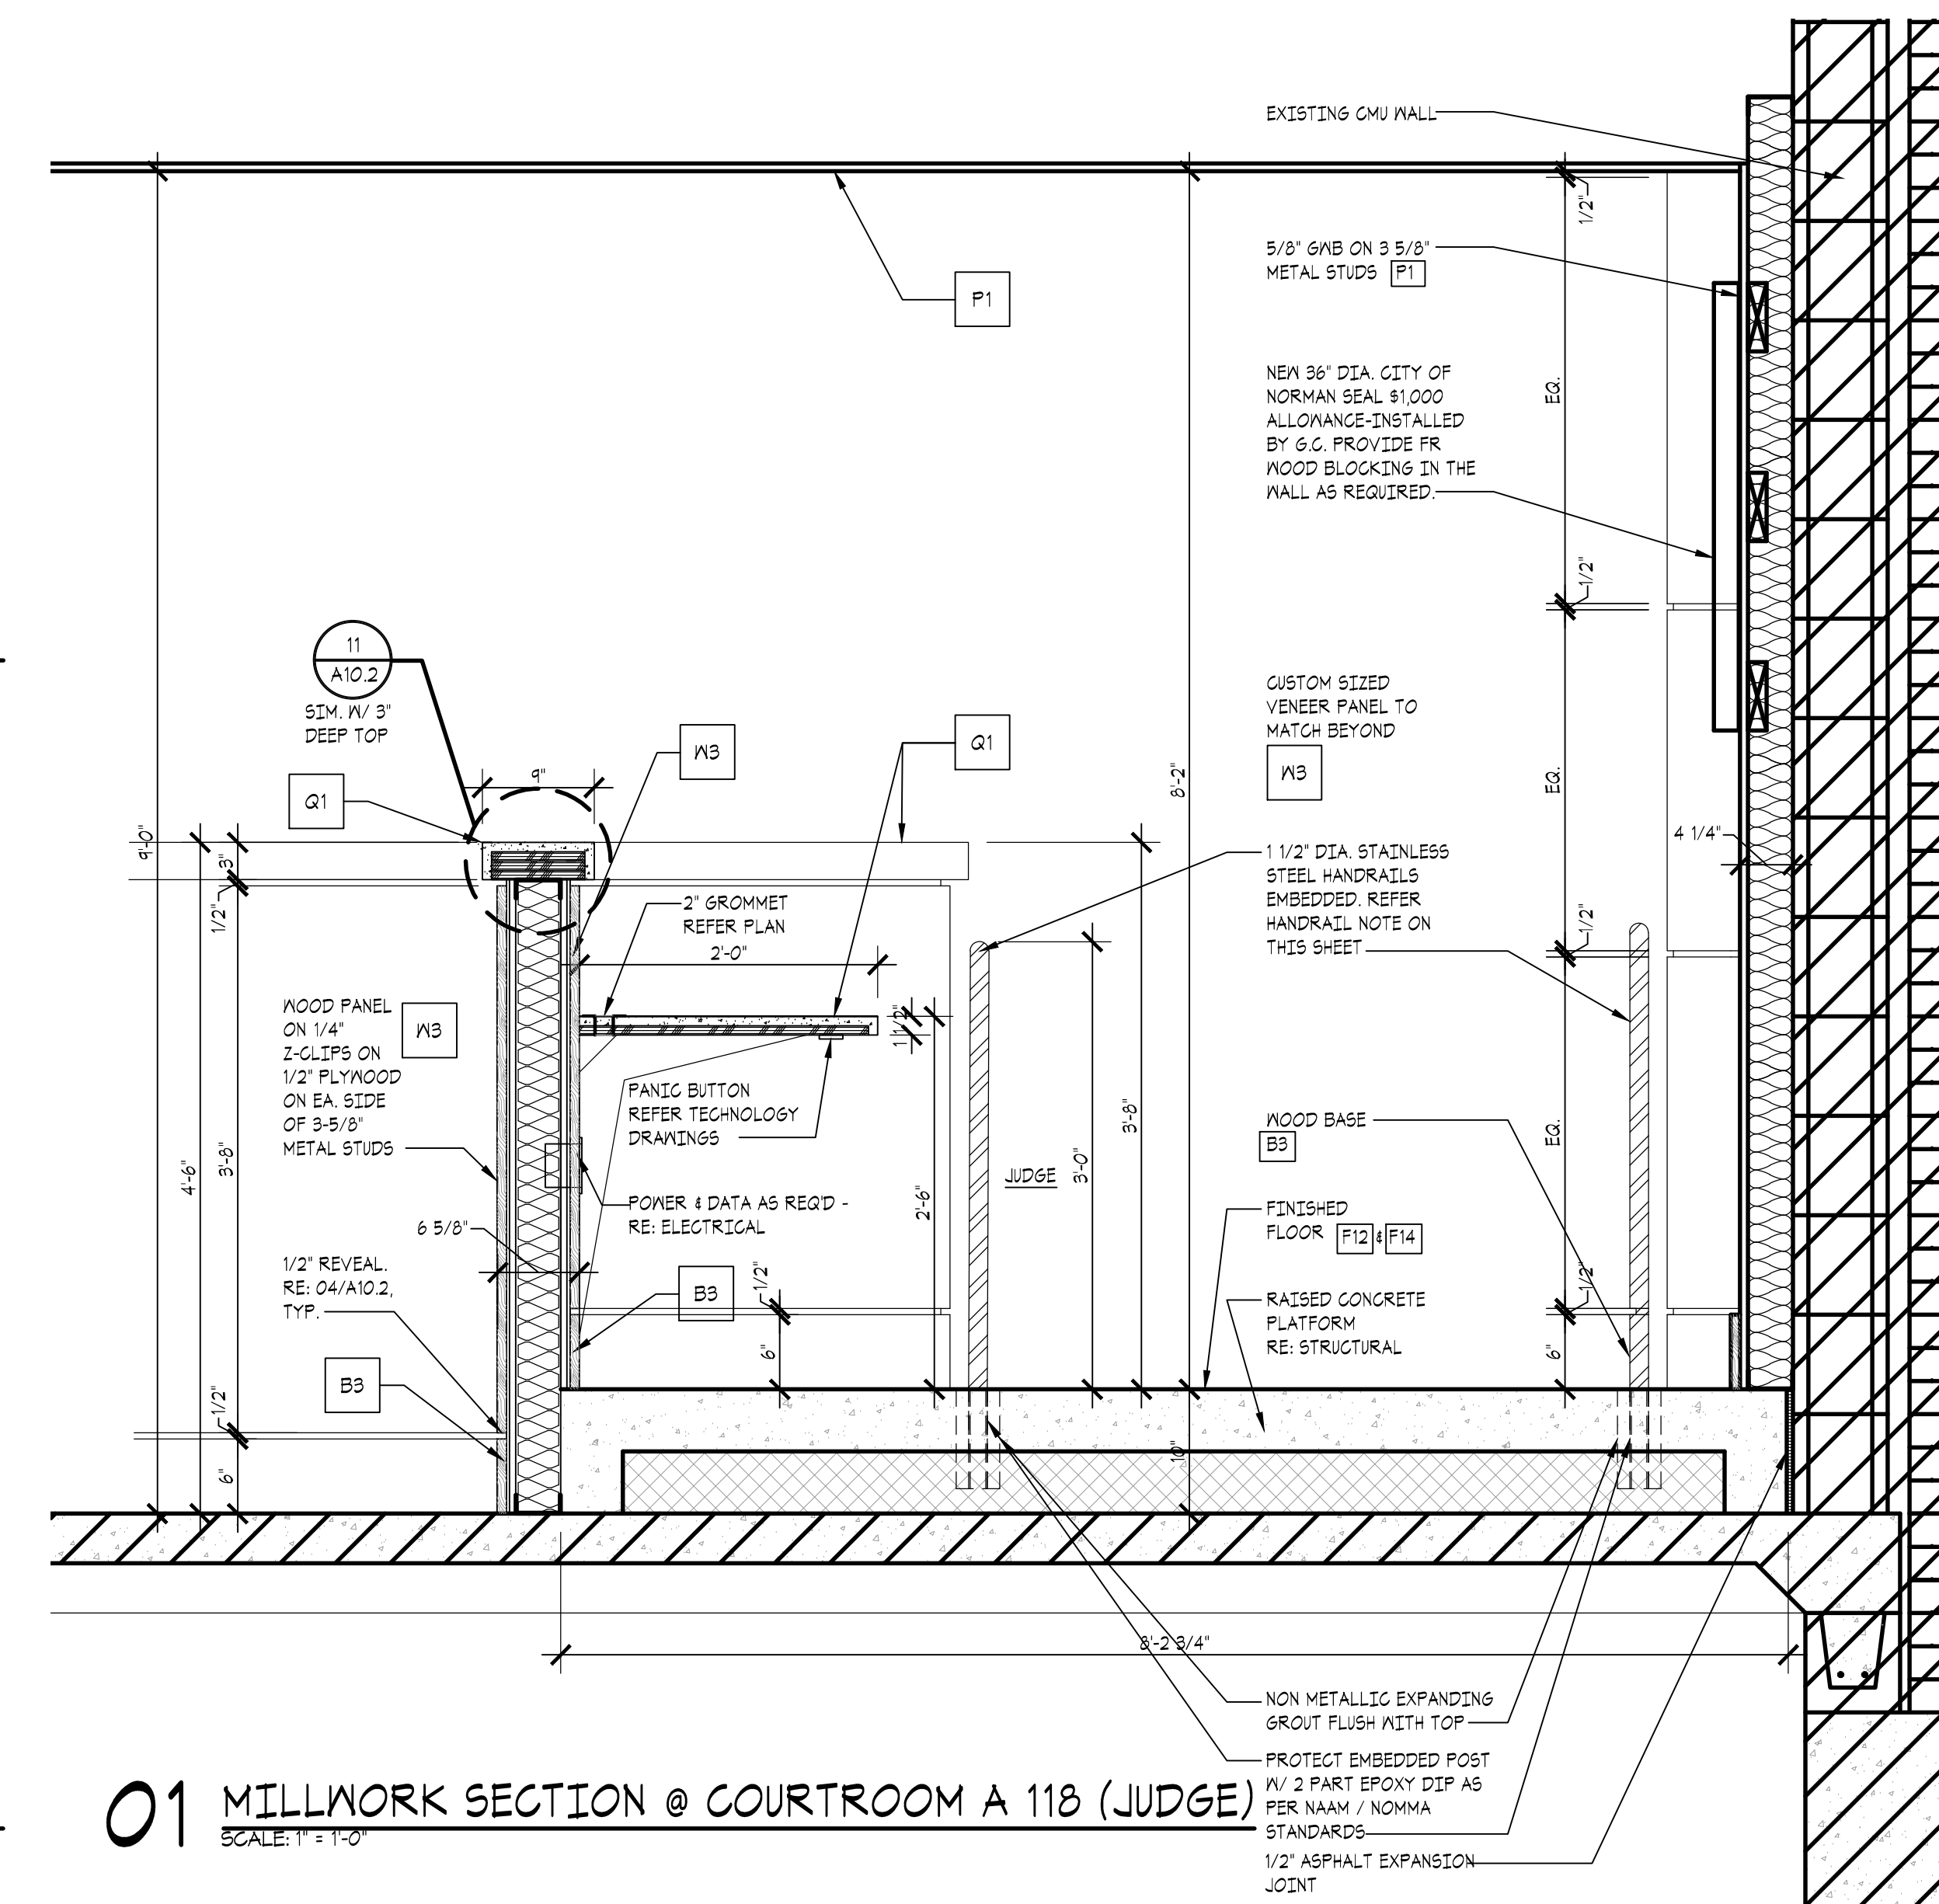 EXISTING CMU WALL
1/2"
5/8" GWB ON 3 5/8"
METAL STUDS P1
P1
NEW 36" DIA. CITY OF
NORMAN SEAL $1,000
ALLOWANCE-INSTALLED
BY G.C. PROVIDE FR
WOOD BLOCKING IN THE
WALL AS REQUIRED.
EQ.
1/2"
11
A10.2
SIM. W/ 3"
DEEP TOP
W3
Q1
CUSTOM SIZED
VENEER PANEL TO
MATCH BEYOND
W3
EQ.
9"
Q1
8'-2"
9'-0"
3"
1/2"
4 1/4"
1 1/2" DIA. STAINLESS
STEEL HANDRAILS
EMBEDDED. REFER
HANDRAIL NOTE ON
THIS SHEET
1/2"
2" GROMMET
REFER PLAN
2'-0"
WOOD PANEL
ON 1/4"
Z-CLIPS ON
1/2" PLYWOOD
ON EA. SIDE
OF 3-5/8"
METAL STUDS
W3
1 1/2"
PANIC BUTTON
REFER TECHNOLOGY
DRAWINGS
4'-6"
3'-8"
3'-8"
3'-0"
JUDGE
2'-6"
WOOD BASE
B3
EQ.
POWER & DATA AS REQ'D -
RE: ELECTRICAL
6 5/8"
FINISHED
FLOOR F12 & F14
1/2" REVEAL.
RE: 04/A10.2,
TYP.
B3
1/2"
6"
RAISED CONCRETE
PLATFORM
RE: STRUCTURAL
1/2"
6"
B3
1/2"
6"
10"
8'-2 3/4"
NON METALLIC EXPANDING
GROUT FLUSH WITH TOP
PROTECT EMBEDDED POST
W/ 2 PART EPOXY DIP AS
PER NAAM / NOMMA
STANDARDS
1/2" ASPHALT EXPANSION
JOINT
01 MILLWORK SECTION @ COURTROOM A 118 (JUDGE)
SCALE: 1" = 1'-0"